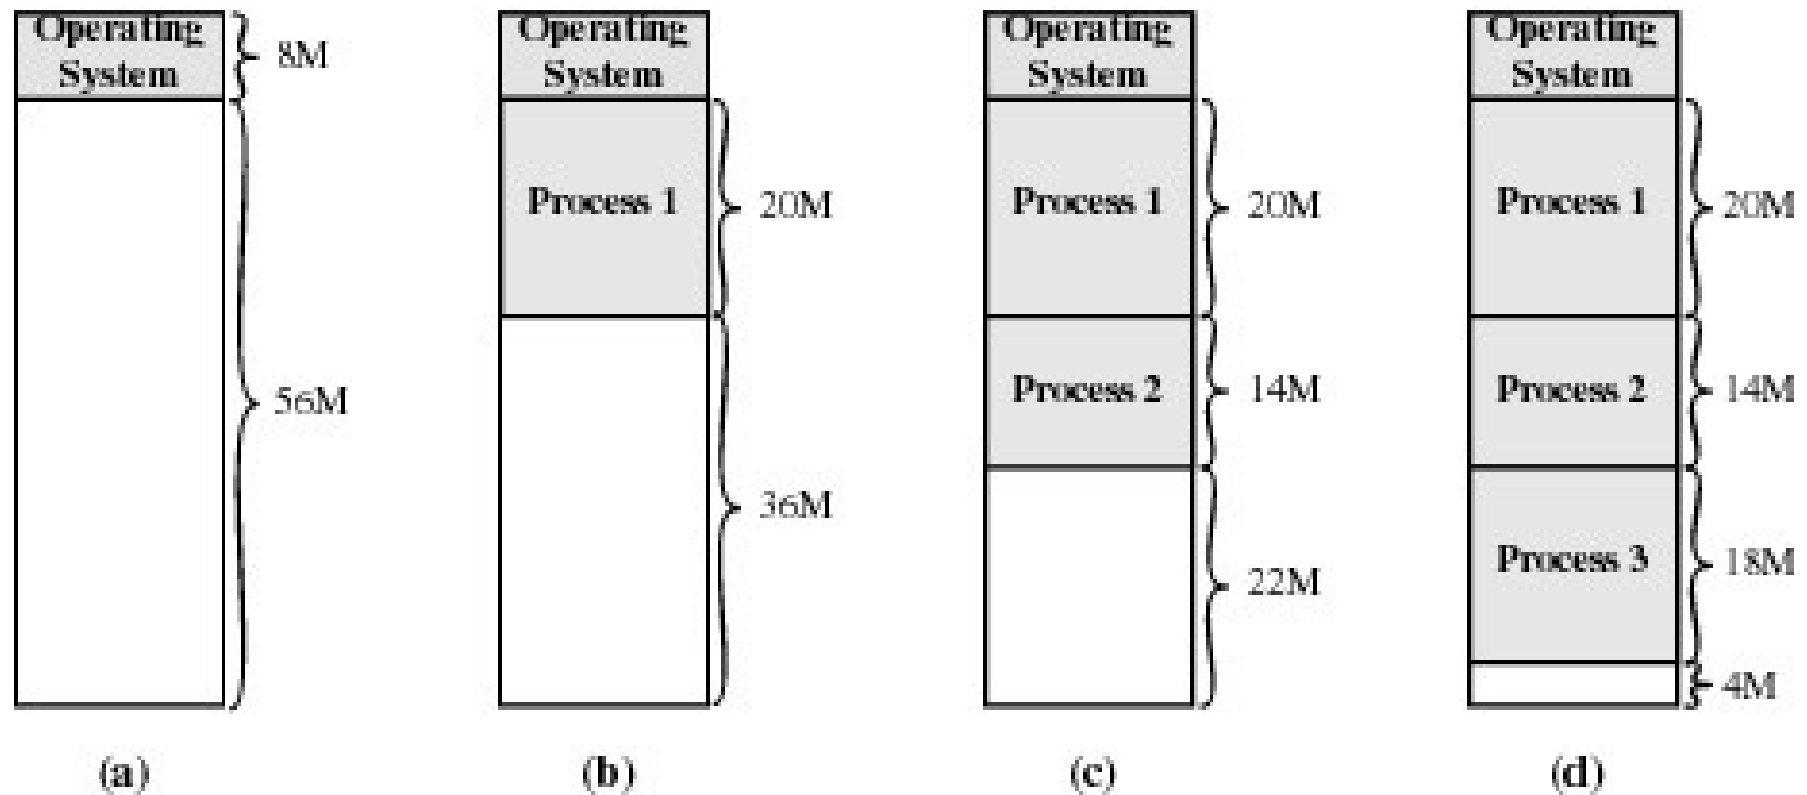 Operating
System
8M
56M
(a)
Operating
System
Process 1
20M
36M
(b)
Operating
System
Process 1
20M
Process 2
14M
22M
(c)
Operating
System
Process 1
20M
Process 2
14M
Process 3
18M
4M
(d)